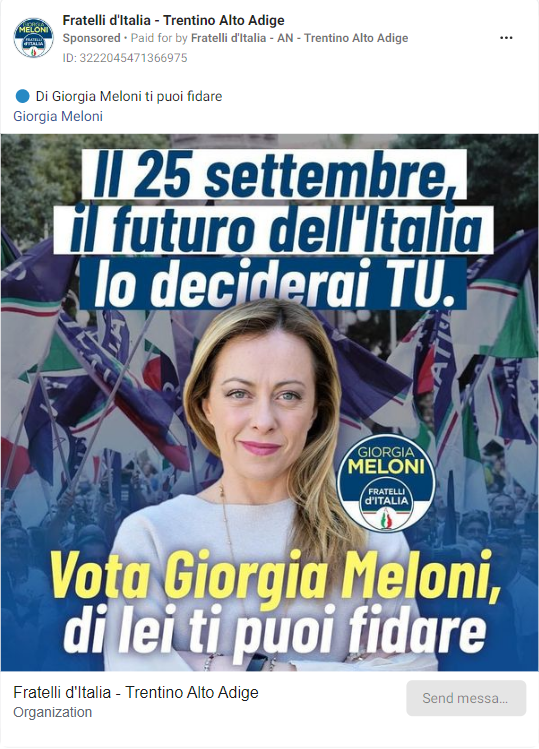 Fratelli d'Italia - Trentino Alto Adige
Sponsored • Paid for by Fratelli d'Italia - AN - Trentino Alto Adige
ID: 3222045471366975
Di Giorgia Meloni ti puoi fidare
Giorgia Meloni
Il 25 settembre,
il futuro dell'Italia
lo deciderai TU.
GIORGIA
MELONI
FRATELLI
d'ITALIA
Vota Giorgia Meloni,
di lei ti puoi fidare
Fratelli d'Italia - Trentino Alto Adige
Organization
Send messa...